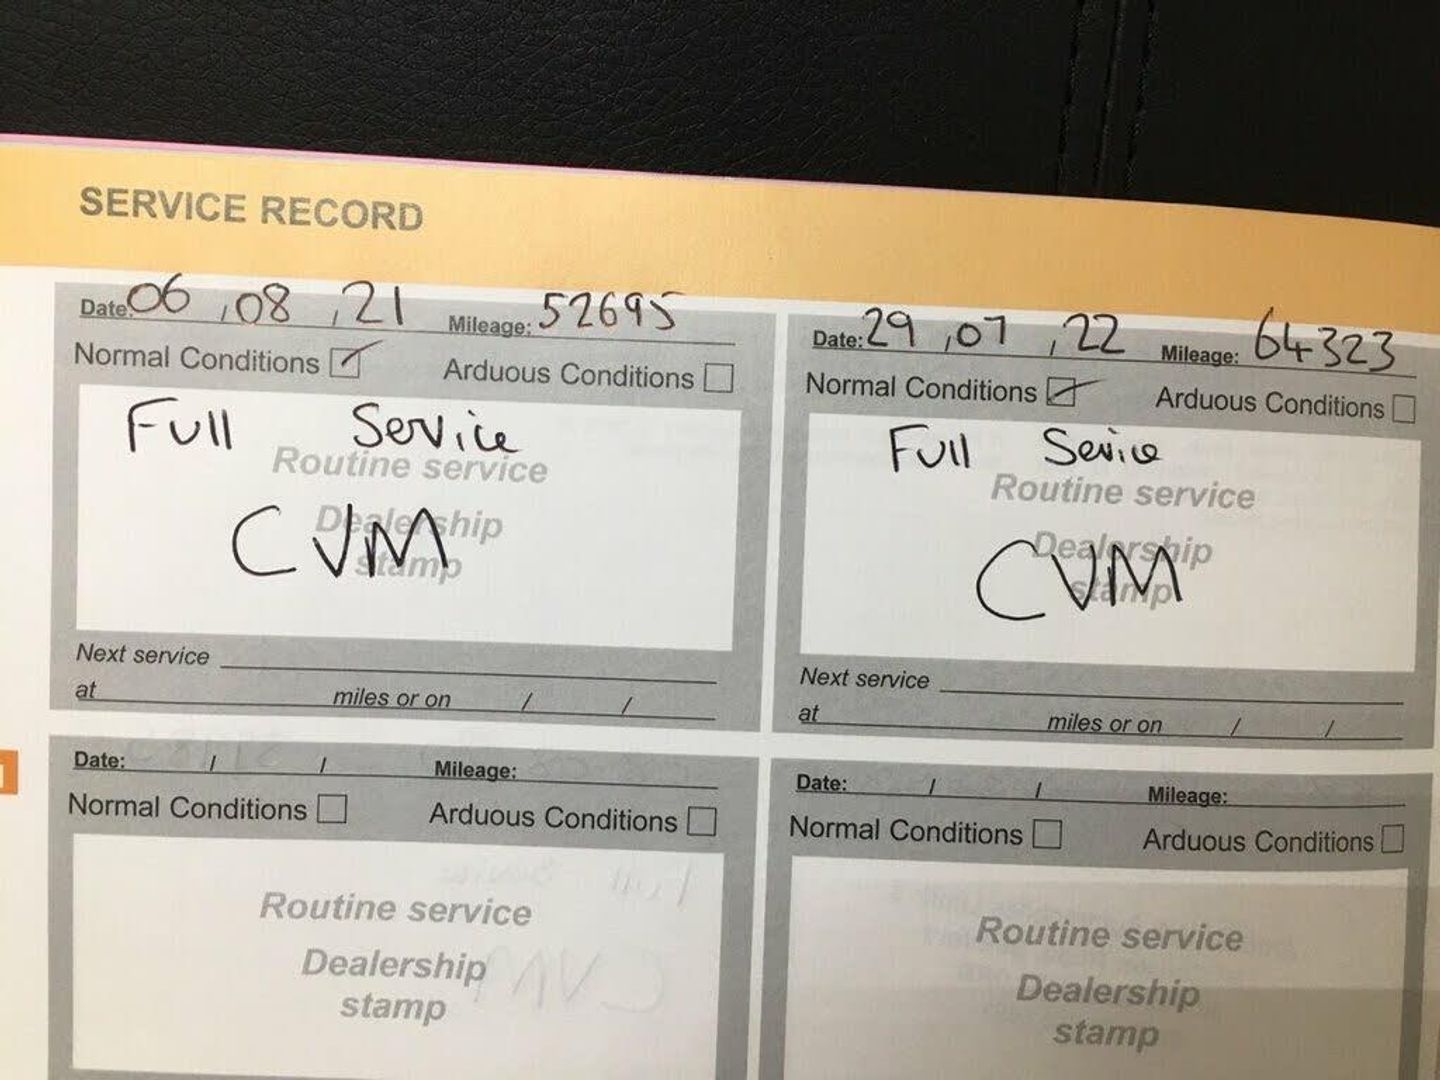 SERVICE RECORD
Date: 06 / 08 / 21 Mileage: 52695
Normal Conditions Arduous Conditions
Full Service
Routine service
Dealership
CVM
stamp
Next service
at miles or on / /
Date: 29 / 07 / 22 Mileage: 64323
Normal Conditions Arduous Conditions
Full Service
Routine service
Dealership
CVM
stamp
Next service
at miles or on / /
Date: / / Mileage:
Normal Conditions Arduous Conditions
Routine service
Dealership
stamp
Date: / / Mileage:
Normal Conditions Arduous Conditions
Routine service
Dealership
stamp